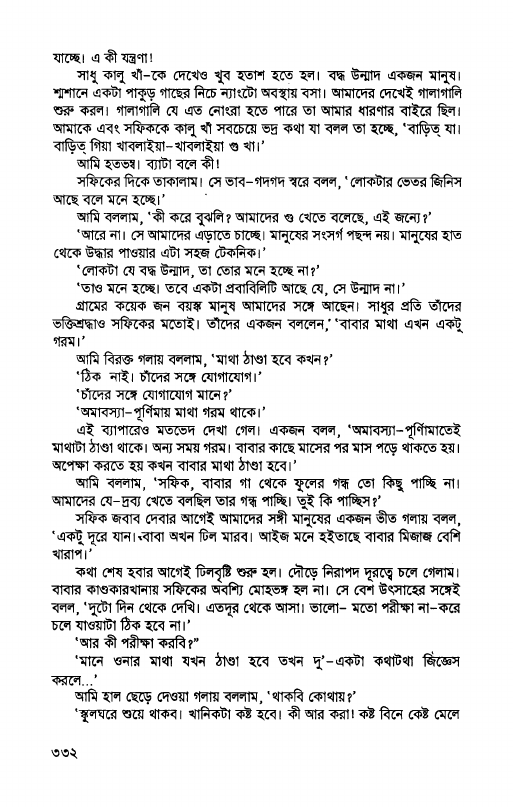 যাচ্ছে। এ কী যন্ত্রণা!
সাধু কালু খাঁ-কে দেখেও খুব হতাশ হতে হল। বদ্ধ উন্মাদ একজন মানুষ।
শ্মশানে একটা পাকুড় গাছের নিচে ন্যাংটো অবস্থায় বসা। আমাদের দেখেই গালাগালি
শুরু করল। গালাগালি যে এত নোংরা হতে পারে তা আমার ধারণার বাইরে ছিল।
আমাকে এবং সফিককে কালু খাঁ সবচেয়ে ভদ্র কথা যা বলল তা হচ্ছে, 'বাড়িত্ যা।
বাড়িত্ গিয়া খাবলাইয়া-খাবলাইয়া গু খা।'
আমি হতভম্ব। ব্যাটা বলে কী!
সফিকের দিকে তাকালাম। সে ভাব-গদগদ স্বরে বলল, 'লোকটার ভেতর জিনিস
আছে বলে মনে হচ্ছে।'
আমি বললাম, 'কী করে বুঝলি? আমাদের গু খেতে বলেছে, এই জন্যে?'
'আরে না। সে আমাদের এড়াতে চাচ্ছে। মানুষের সংসর্গ পছন্দ নয়। মানুষের হাত
থেকে উদ্ধার পাওয়ার এটা সহজ টেকনিক।'
'লোকটা যে বদ্ধ উন্মাদ, তা তোর মনে হচ্ছে না?'
'তাও মনে হচ্ছে। তবে একটা প্রবাবিলিটি আছে যে, সে উন্মাদ না।'
গ্রামের কয়েক জন বয়স্ক মানুষ আমাদের সঙ্গে আছেন। সাধুর প্রতি তাঁদের
ভক্তিশ্রদ্ধাও সফিকের মতোই। তাঁদের একজন বললেন,' 'বাবার মাথা এখন একটু
গরম।'
আমি বিরক্ত গলায় বললাম, 'মাথা ঠাণ্ডা হবে কখন?'
'ঠিক নাই। চাঁদের সঙ্গে যোগাযোগ।'
'চাঁদের সঙ্গে যোগাযোগ মানে?'
'অমাবস্যা-পূর্ণিমায় মাথা গরম থাকে।'
এই ব্যাপারেও মতভেদ দেখা গেল। একজন বলল, 'অমাবস্যা-পূর্ণিমাতেই
মাথাটা ঠাণ্ডা থাকে। অন্য সময় গরম। বাবার কাছে মাসের পর মাস পড়ে থাকতে হয়।
অপেক্ষা করতে হয় কখন বাবার মাথা ঠাণ্ডা হবে।'
আমি বললাম, 'সফিক, বাবার গা থেকে ফুলের গন্ধ তো কিছু পাচ্ছি না।
আমাদের যে-দ্রব্য খেতে বলছিল তার গন্ধ পাচ্ছি। তুই কি পাচ্ছিস?'
সফিক জবাব দেবার আগেই আমাদের সঙ্গী মানুষের একজন ভীত গলায় বলল,
'একটু দূরে যান। বাবা অখন ঢিল মারব। আইজ মনে হইতাছে বাবার মিজাজ বেশি
খারাপ।'
কথা শেষ হবার আগেই ঢিলবৃষ্টি শুরু হল। দৌড়ে নিরাপদ দূরত্বে চলে গেলাম।
বাবার কাণ্ডকারখানায় সফিকের অবশ্যি মোহভঙ্গ হল না। সে বেশ উৎসাহের সঙ্গেই
বলল, 'দুটো দিন থেকে দেখি। এতদূর থেকে আসা। ভালো- মতো পরীক্ষা না-করে
চলে যাওয়াটা ঠিক হবে না।'
'আর কী পরীক্ষা করবি?"
'মানে ওনার মাথা যখন ঠাণ্ডা হবে তখন দু'-একটা কথাটথা জিজ্ঞেস
করলে...'
আমি হাল ছেড়ে দেওয়া গলায় বললাম, 'থাকবি কোথায়?'
'স্কুলঘরে শুয়ে থাকব। খানিকটা কষ্ট হবে। কী আর করা! কষ্ট বিনে কেষ্ট মেলে
৩৩২